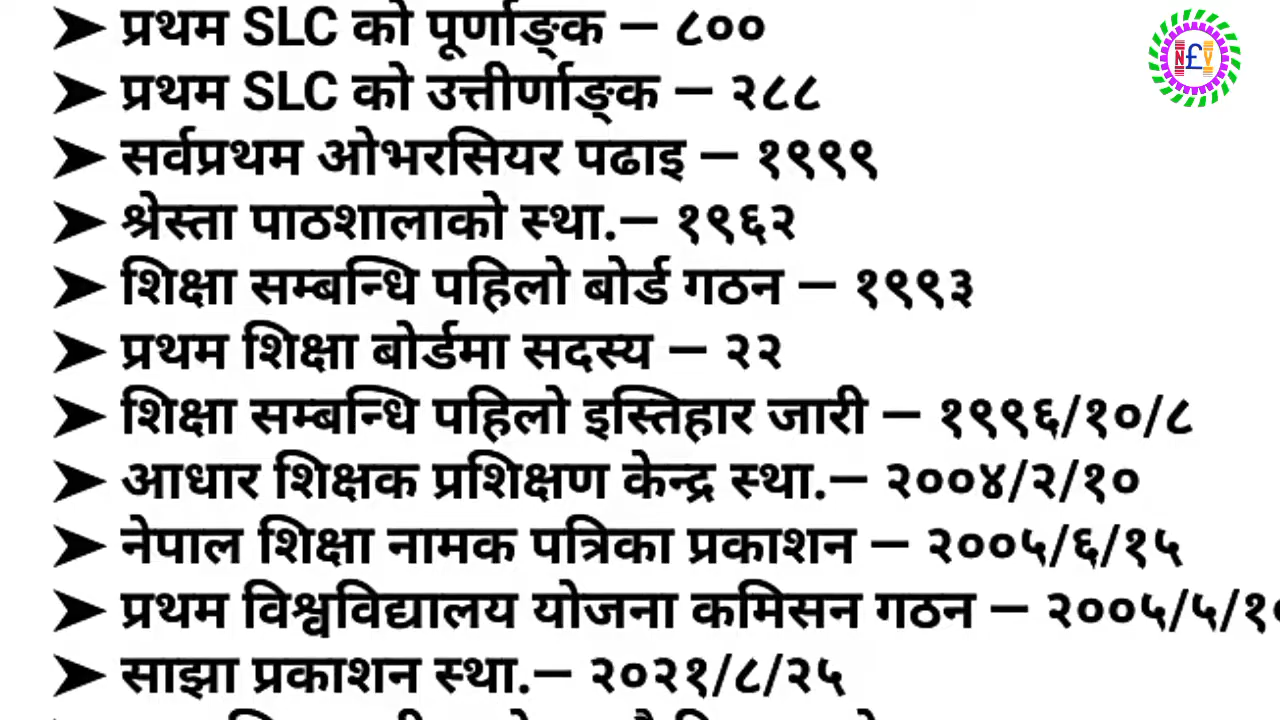 ➤ प्रथम SLC को पूर्णाङ्क – ८००
➤ प्रथम SLC को उत्तीर्णाङ्क – २८८
➤ सर्वप्रथम ओभरसियर पढाइ – १९९९
➤ श्रेस्ता पाठशालाको स्था.– १९६२
➤ शिक्षा सम्बन्धि पहिलो बोर्ड गठन – १९९३
➤ प्रथम शिक्षा बोर्डमा सदस्य – २२
➤ शिक्षा सम्बन्धि पहिलो इस्तिहार जारी – १९९६/१०/८
➤ आधार शिक्षक प्रशिक्षण केन्द्र स्था.– २००४/२/१०
➤ नेपाल शिक्षा नामक पत्रिका प्रकाशन – २००५/६/१५
➤ प्रथम विश्वविद्यालय योजना कमिसन गठन –
➤ साझा प्रकाशन स्था.– २०२१/८/२५
N£V